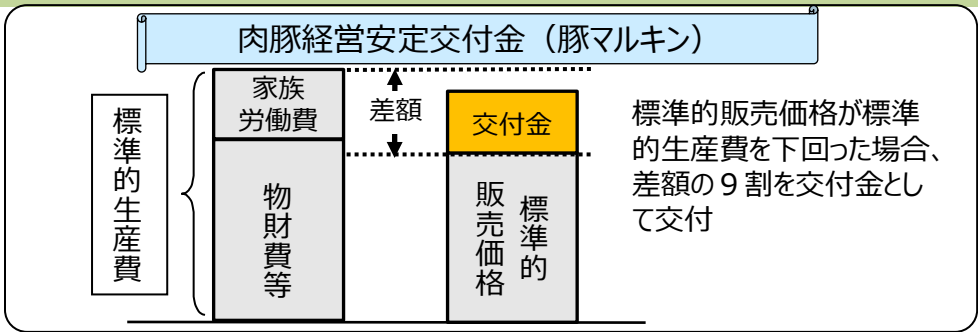 肉豚経営安定交付金（豚マルキン）
標準的生産費
家族
労働費
物財費等
差額
交付金
標準的
販売価格
標準的販売価格が標準
的生産費を下回った場合、
差額の９割を交付金とし
て交付